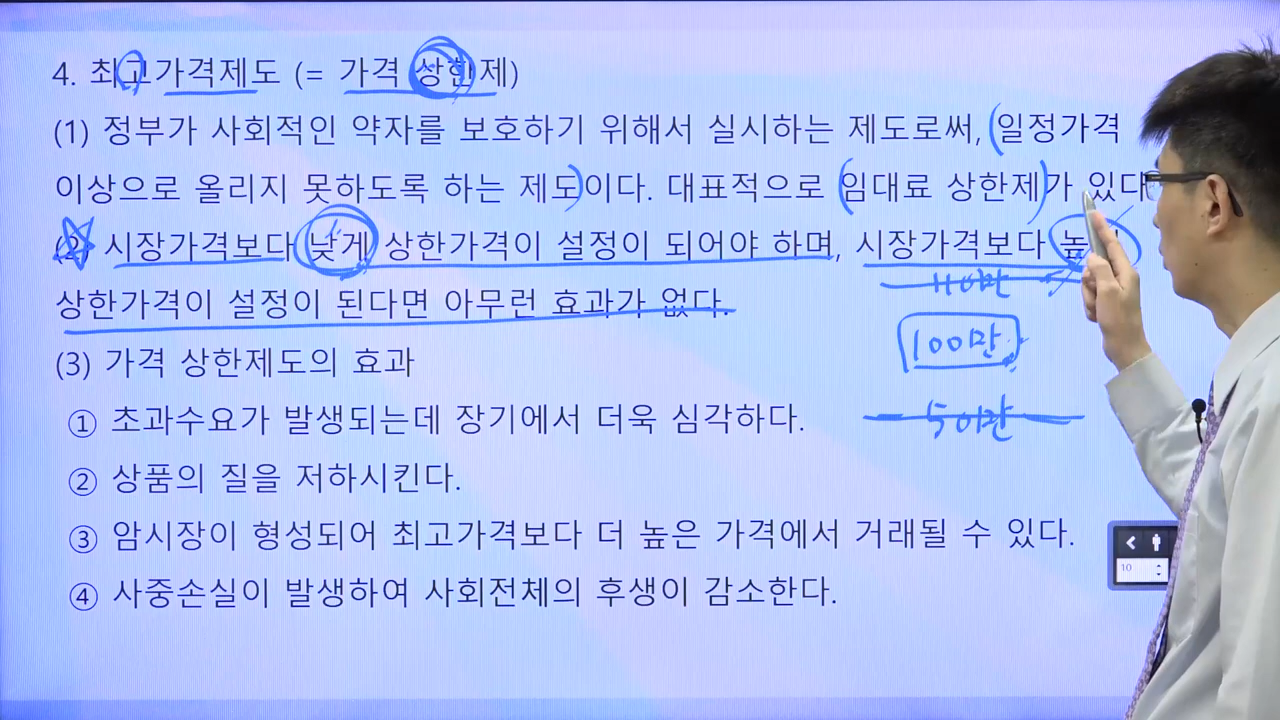 4. 최고가격제도 (= 가격 상한제)
(1) 정부가 사회적인 약자를 보호하기 위해서 실시하는 제도로써, (일정가격
이상으로 올리지 못하도록 하는 제도)이다. 대표적으로 (임대료 상한제)가 있다
(2) 시장가격보다 낮게 상한가격이 설정이 되어야 하며, 시장가격보다
110만
상한가격이 설정이 된다면 아무런 효과가 없다.
100만
(3) 가격 상한제도의 효과
① 초과수요가 발생되는데 장기에서 더욱 심각하다.
50만
② 상품의 질을 저하시킨다.
③ 암시장이 형성되어 최고가격보다 더 높은 가격에서 거래될 수 있다.
10
④ 사중손실이 발생하여 사회전체의 후생이 감소한다.